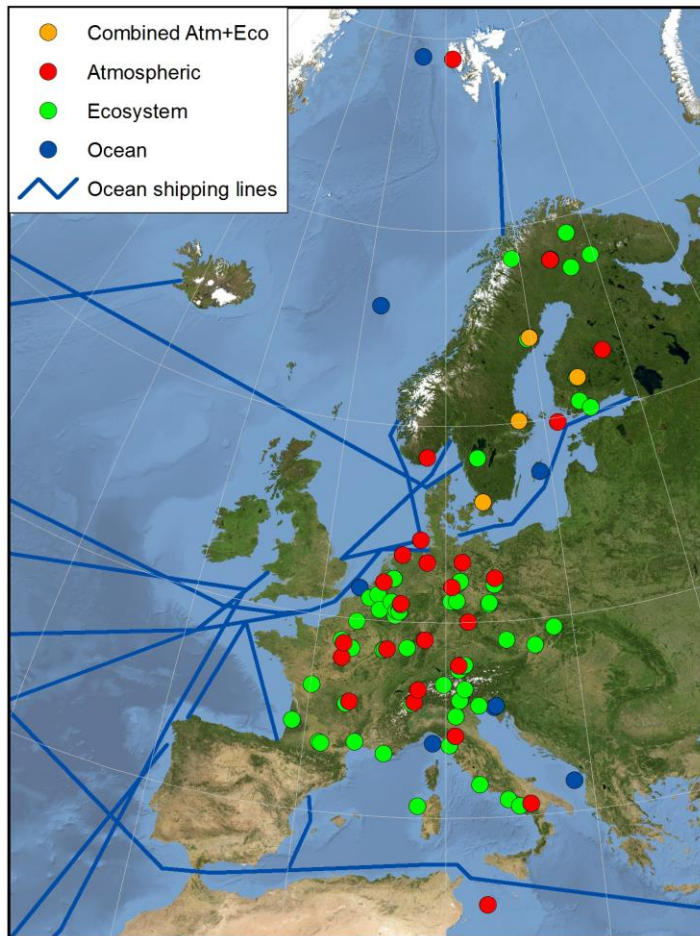 Combined Atm+Eco
Atmospheric
Ecosystem
Ocean
Ocean shipping lines